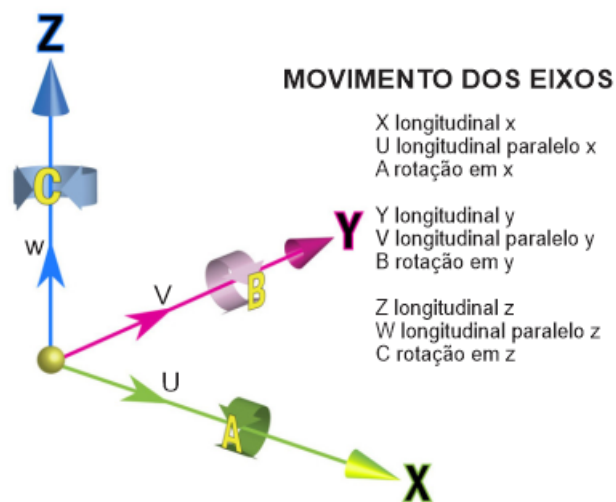 Z
MOVIMENTO DOS EIXOS
X longitudinal x
U longitudinal paralelo x
A rotação em x
C
Y longitudinal y
V longitudinal paralelo y
B rotação em y
Y
W
V
B
Z longitudinal z
W longitudinal paralelo z
C rotação em z
U
A
X